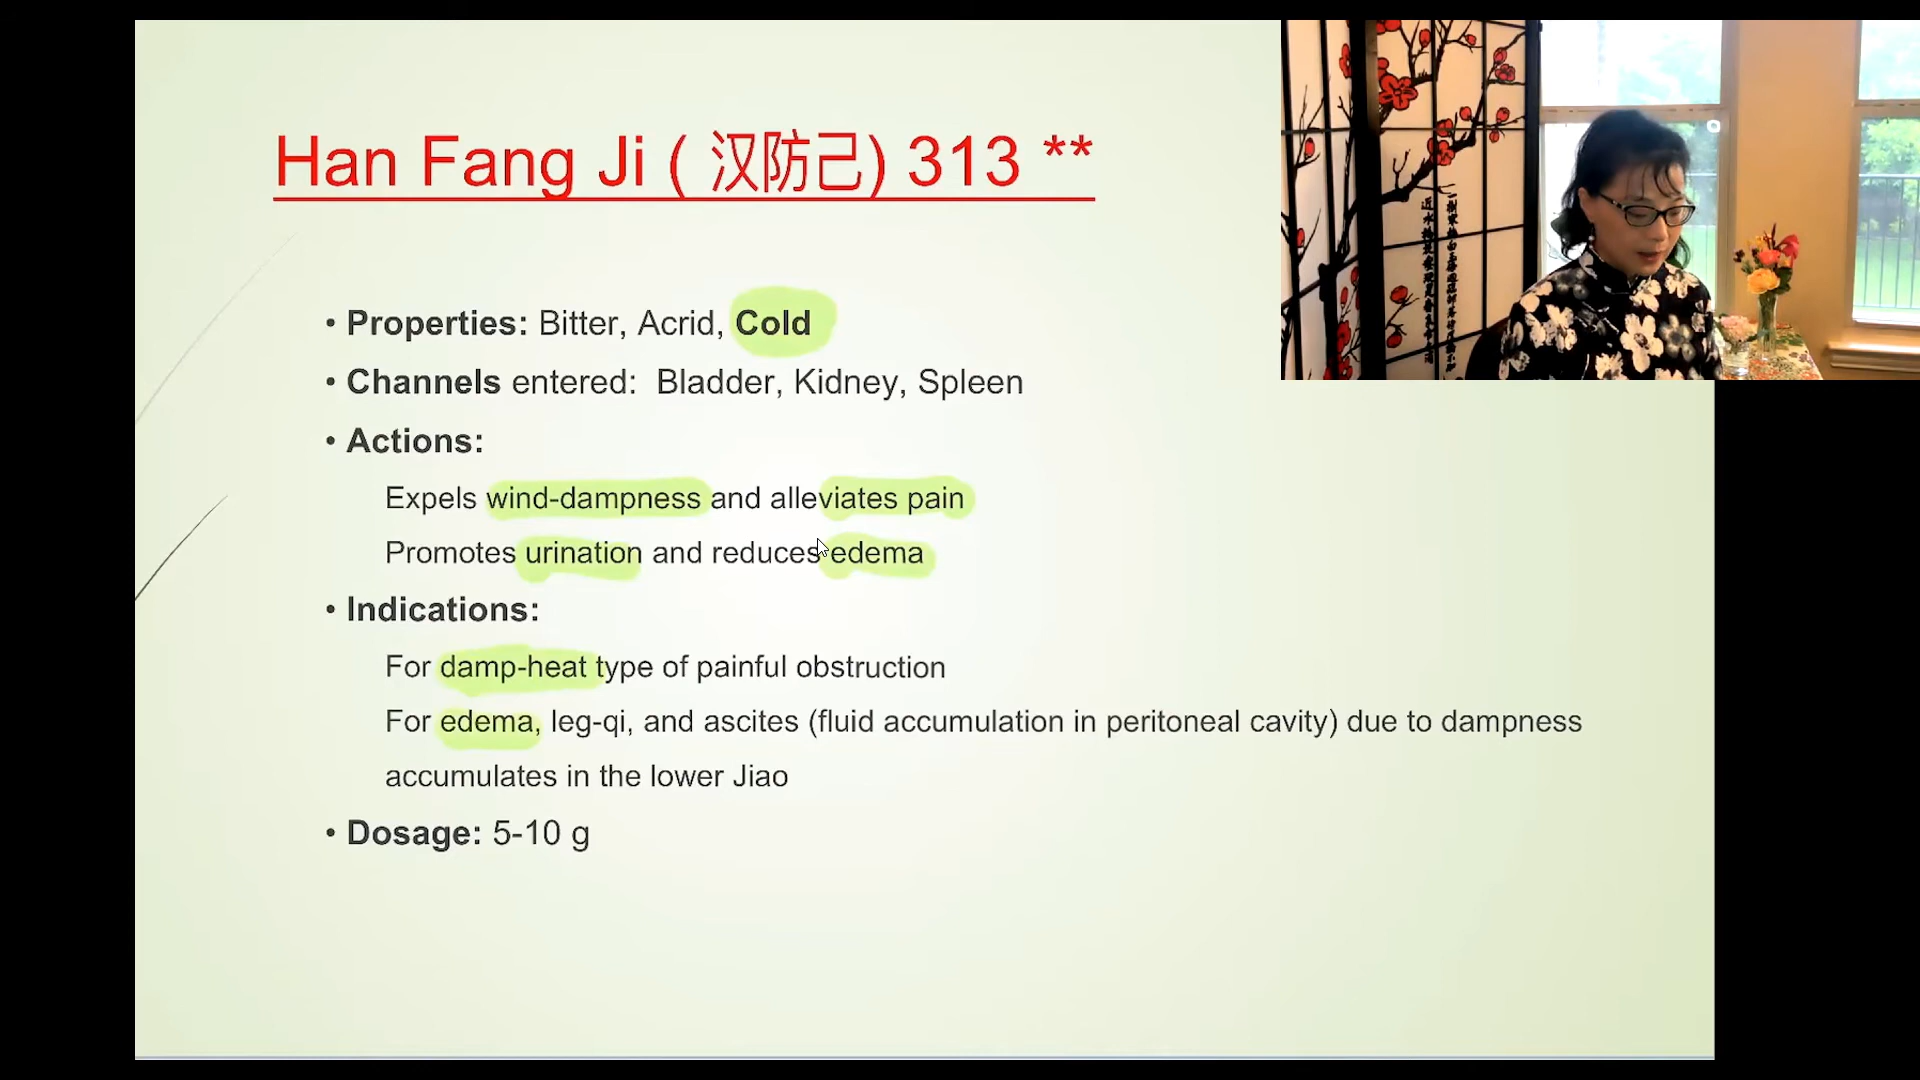 Han Fang Ji ( 汉防己) 313 **
• Properties: Bitter, Acrid, Cold
• Channels entered: Bladder, Kidney, Spleen
• Actions:
Expels wind-dampness and alleviates pain
Promotes urination and reduces edema
• Indications:
For damp-heat type of painful obstruction
For edema, leg-qi, and ascites (fluid accumulation in peritoneal cavity) due to dampness
accumulates in the lower Jiao
• Dosage: 5-10 g